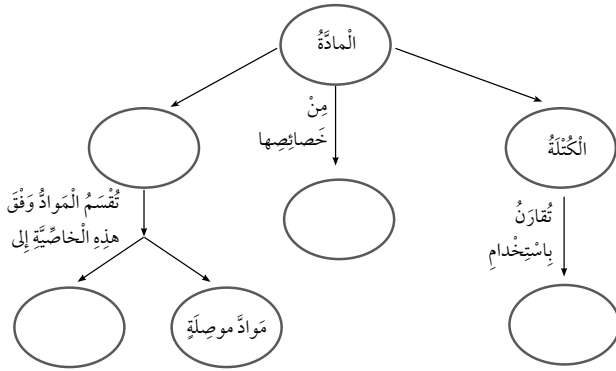 الْمادَّةُ
مِنْ
خَصائِصِها
الْكُتْلَةُ
تُقْسَمُ الْمَوادُّ وَفْقَ
هذِهِ الْخاصِّيَّةِ إِلى
تُقارَنُ
بِاسْتِخْدامِ
مَوادَّ موصِلَةٍ